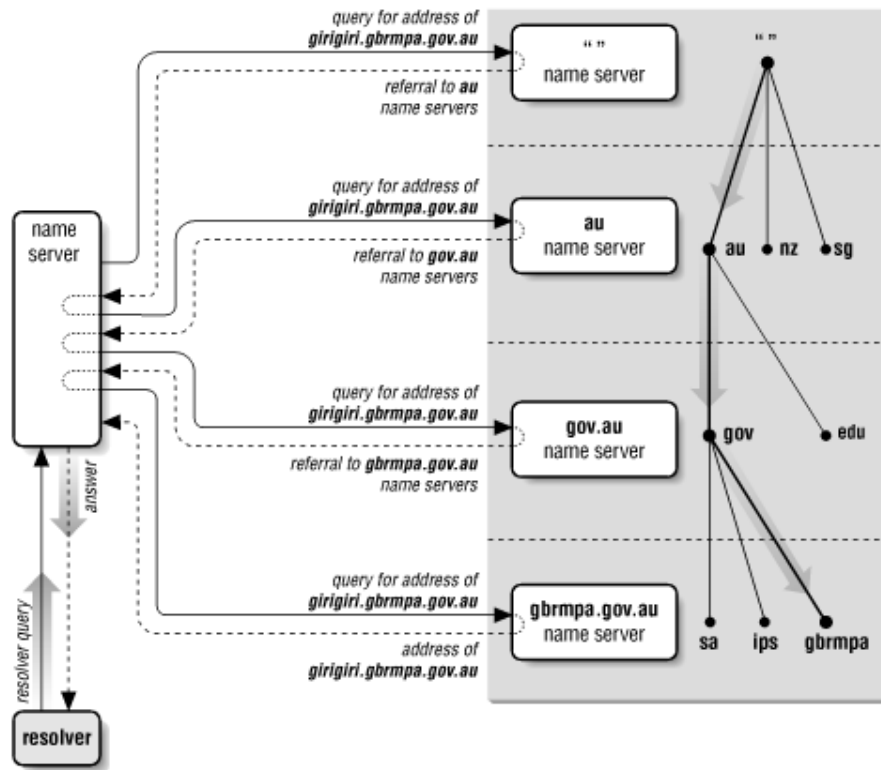 query for address of
girigiri.gbrmpa.gov.au
“ ”
name server
“ ”
referral to au
name servers
query for address of
girigiri.gbrmpa.gov.au
name
server
au
name server
au
nz
sg
referral to gov.au
name servers
query for address of
girigiri.gbrmpa.gov.au
gov.au
name server
gov
edu
referral to gbrmpa.gov.au
name servers
answer
query for address of
girigiri.gbrmpa.gov.au
gbrmpa.gov.au
name server
sa
ips
gbrmpa
address of
girigiri.gbrmpa.gov.au
resolver query
resolver